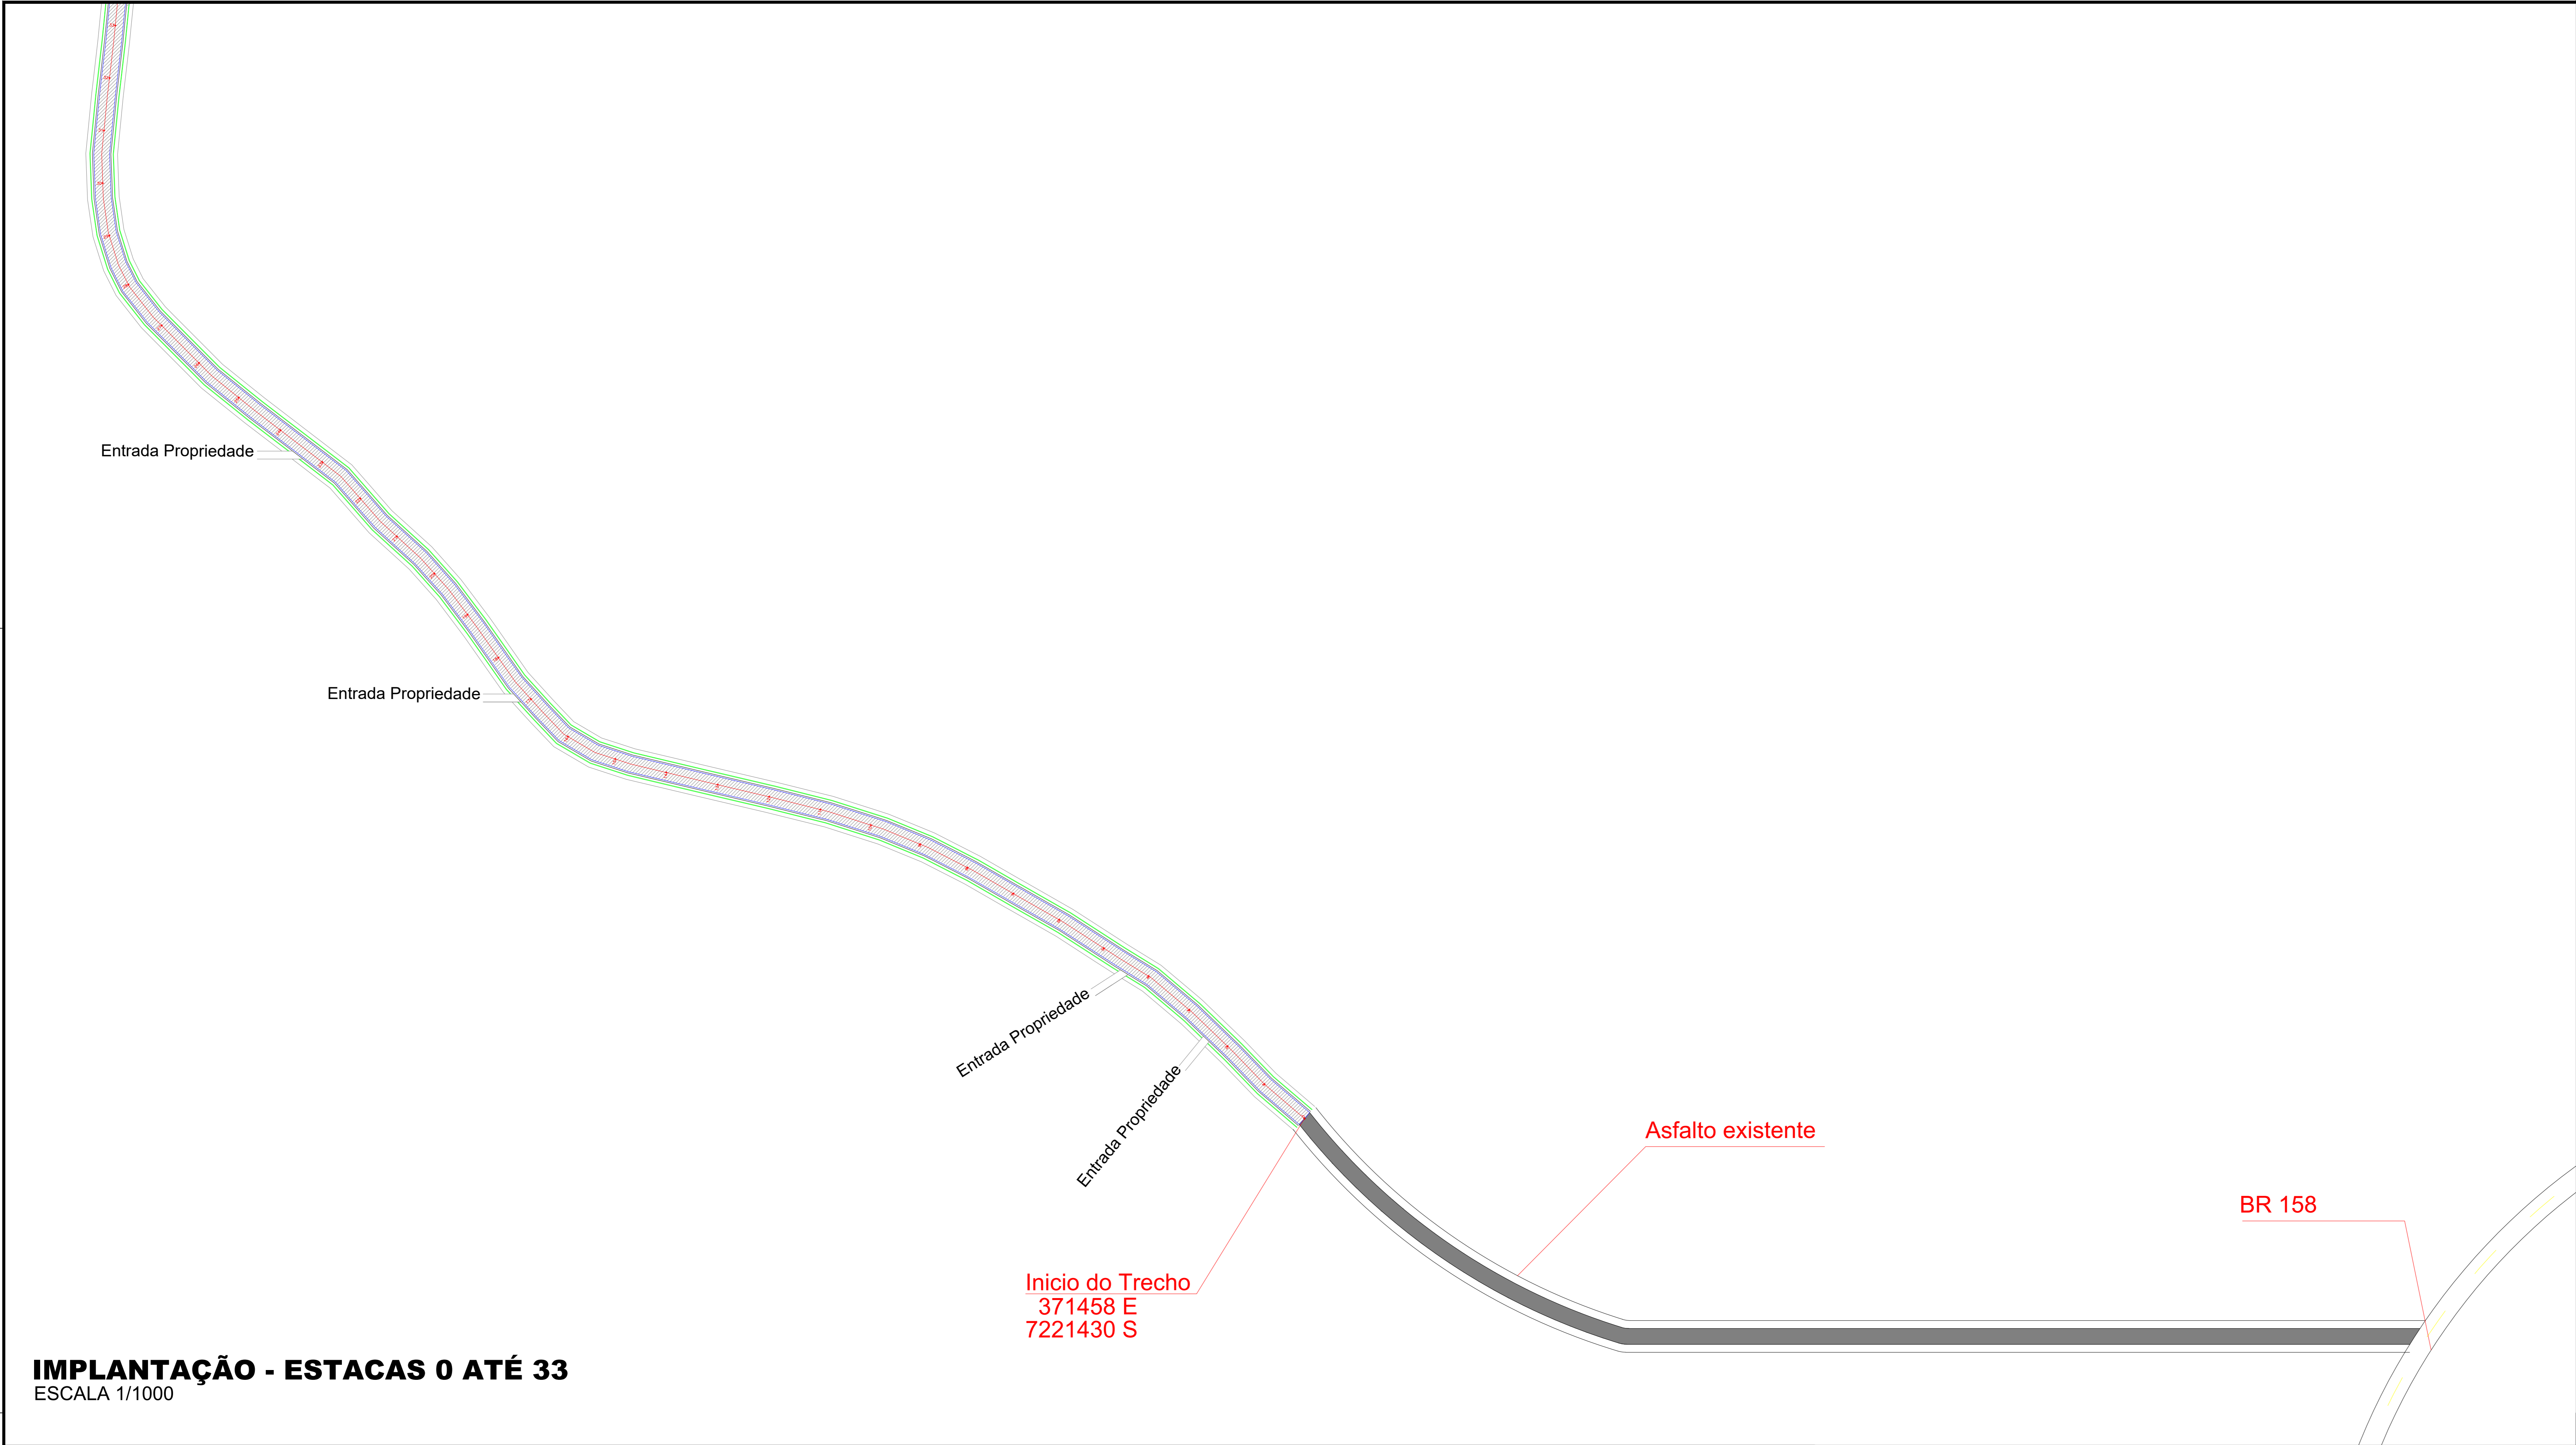 Entrada Propriedade
Entrada Propriedade
Entrada Propriedade
Entrada Propriedade
Asfalto existente
BR 158
Inicio do Trecho
371458 E
7221430 S
IMPLANTAÇÃO - ESTACAS 0 ATÉ 33
ESCALA 1/1000